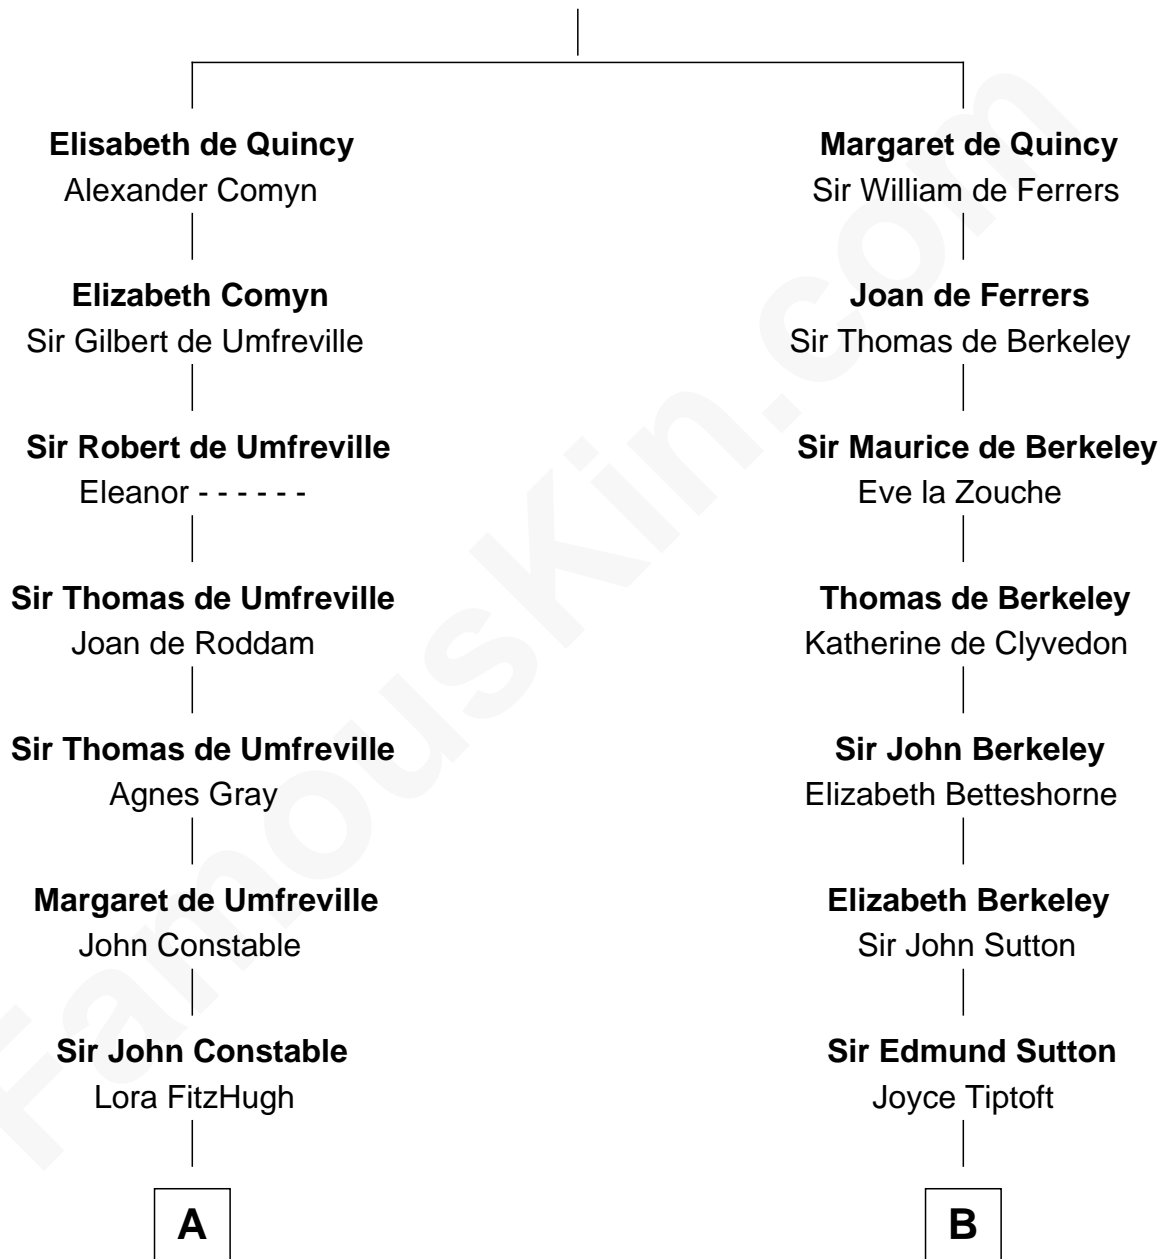 Elisabeth de Quincy
Alexander Comyn
Margaret de Quincy
Sir William de Ferrers
Elizabeth Comyn
Sir Gilbert de Umfreville
Joan de Ferrers
Sir Thomas de Berkeley
Sir Robert de Umfreville
Eleanor - - - - - -
Sir Maurice de Berkeley
Eve la Zouche
Sir Thomas de Umfreville
Joan de Roddam
Thomas de Berkeley
Katherine de Clyvedon
Sir Thomas de Umfreville
Agnes Gray
Sir John Berkeley
Elizabeth Betteshorne
Margaret de Umfreville
John Constable
Elizabeth Berkeley
Sir John Sutton
Sir John Constable
Lora FitzHugh
Sir Edmund Sutton
Joyce Tiptoft
A
B
FamousKin.com